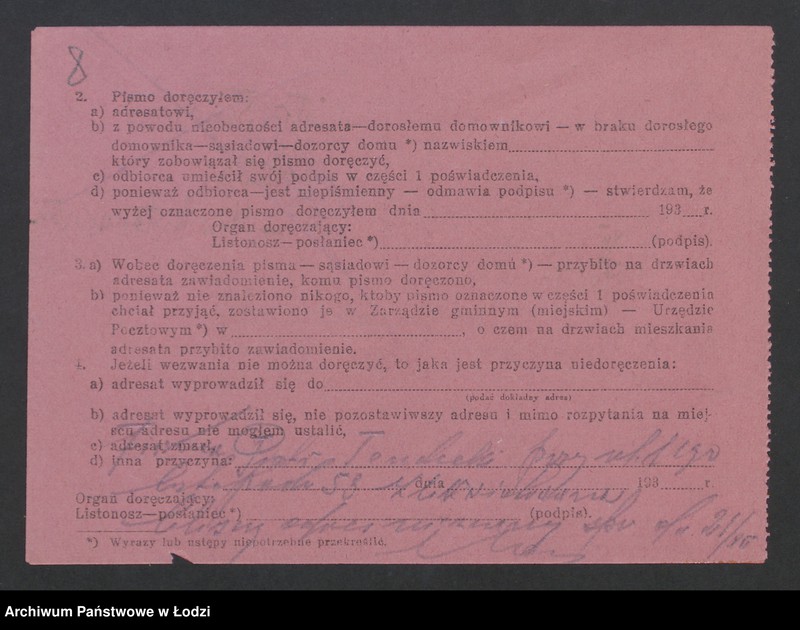 8
2. Pismo doręczyłem:
a) adresatowi,
b) z powodu nieobecności adresata—dorosłemu domownikowi — w braku dorosłego
domownika—sąsiadowi—dozorcy domu *) nazwiskiem
który zobowiązał się pismo doręczyć,
c) odbiorca umieścił swój podpis w części 1 poświadczenia,
d) ponieważ odbiorca—jest niepiśmienny — odmawia podpisu *) — stwierdzam, że
wyżej oznaczone pismo doręczyłem dnia 193 r.
Organ doręczający:
Listonosz—posłaniec *) (podpis).
3. a) Wobec doręczenia pisma — sąsiadowi — dozorcy domu *) — przybito na drzwiach
adresata zawiadomienie, komu pismo doręczono,
b) ponieważ nie znaleziono nikogo, ktoby pismo oznaczone w części 1 poświadczenia
chciał przyjąć, zostawiono je w Zarządzie gminnym (miejskim) — Urzędzie
Pocztowym *) w , o czem na drzwiach mieszkania
adresata przybito zawiadomienie.
4. Jeżeli wezwania nie można doręczyć, to jaka jest przyczyna niedoręczenia:
a) adresat wyprowadził się do
(podać dokładny adres)
b) adresat wyprowadził się, nie pozostawiwszy adresu i mimo rozpytania na miej-
scu adresu nie mogłem ustalić,
c) adresat zmarł,
d) inna przyczyna: przy ul.
dnia 193 r.
Organ doręczający:
Listonosz—posłaniec *) (podpis).
*) Wyrazy lub ustępy niepotrzebne przekreślić.
Archiwum Państwowe w Łodzi